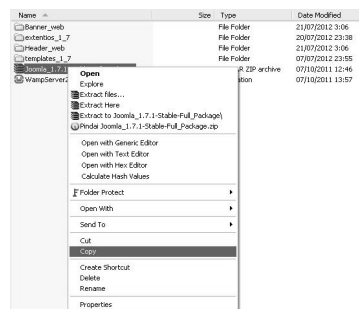 Name Size Type Date Modified
Banner_web File Folder 21/07/2012 3:06
extentios_1_7 File Folder 20/07/2012 23:38
Header_web File Folder 21/07/2012 3:06
templates_1_7 File Folder 07/07/2012 23:55
Joomla_1.7.1 R ZIP archive 07/10/2011 12:46
WampServer2 07/10/2011 13:57
Open
Explore
Extract files...
Extract Here
Extract to Joomla_1.7.1-Stable-Full_Package\
Pindai Joomla_1.7.1-Stable-Full_Package.zip
Open with Generic Editor
Open with Text Editor
Open with Hex Editor
Calculate Hash Values
Folder Protect
Open With
Send To
Cut
Copy
Create Shortcut
Delete
Rename
Properties